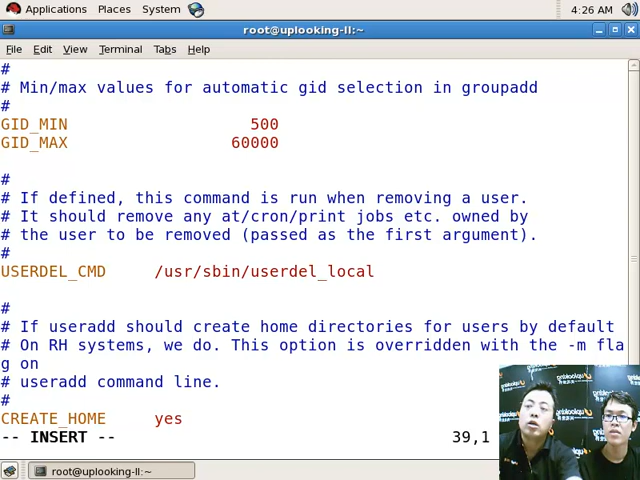 Applications Places System 4:26 AM
root@uplooking-ll:~
File Edit View Terminal Tabs Help
#
# Min/max values for automatic gid selection in groupadd
#
GID_MIN 500
GID_MAX 60000
#
# If defined, this command is run when removing a user.
# It should remove any at/cron/print jobs etc. owned by
# the user to be removed (passed as the first argument).
#
USERDEL_CMD /usr/sbin/userdel_local
#
# If useradd should create home directories for users by default
# On RH systems, we do. This option is overridden with the -m fla
g on
# useradd command line.
#
CREATE_HOME yes
-- INSERT -- 39,1
root@uplooking-ll:~